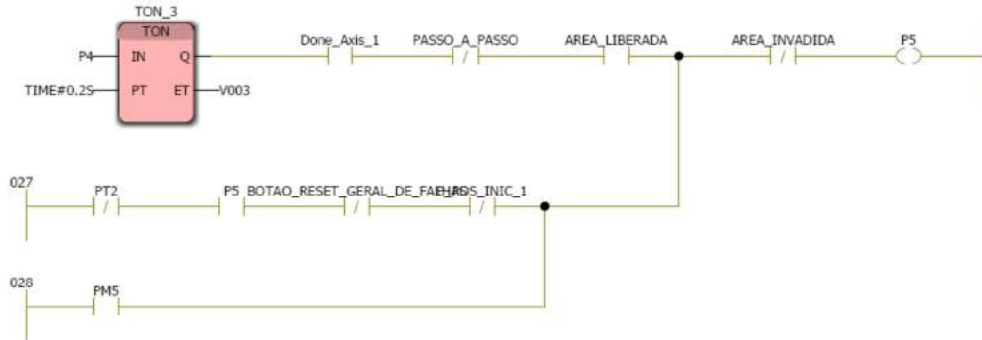 TON_3
TON
Done_Axis_1 PASSO_A_PASSO AREA_LIBERADA AREA_INVADIDA P5
P4 IN Q
TIME#0.2S PT ET V003
027
PT2 P5 BOTAO_RESET_GERAL_DE_
028
PM5